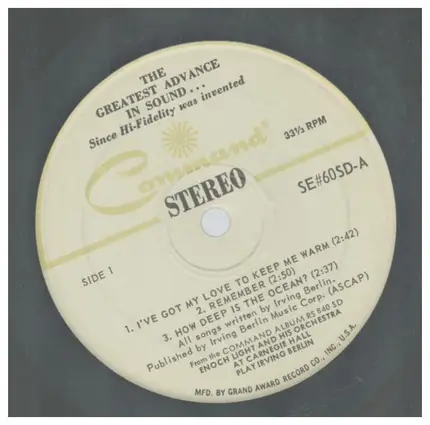 THE
GREATEST ADVANCE
IN SOUND...
Since Hi-Fidelity was invented
Command
STEREO
33⅓ RPM
SE#60SD-A
SIDE 1
1. I'VE GOT MY LOVE TO KEEP ME WARM (2:42)
2. REMEMBER (2:50)
3. HOW DEEP IS THE OCEAN? (2:37)
All songs written by Irving Berlin.
Published by Irving Berlin Music Corp. (ASCAP)
From the COMMAND ALBUM RS 840 SD
ENOCH LIGHT AND HIS ORCHESTRA
AT CARNEGIE HALL
PLAY IRVING BERLIN
MFD. BY GRAND AWARD RECORD CO., INC., U.S.A.